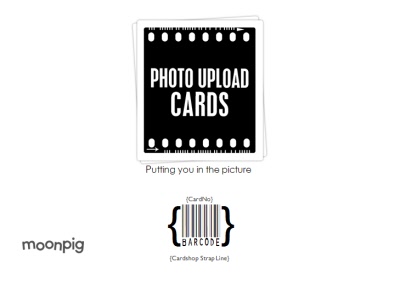 PHOTO UPLOAD
CARDS
Putting you in the picture
{CardNo}
{BARCODE}
moonpig
{Cardshop Strap Line}